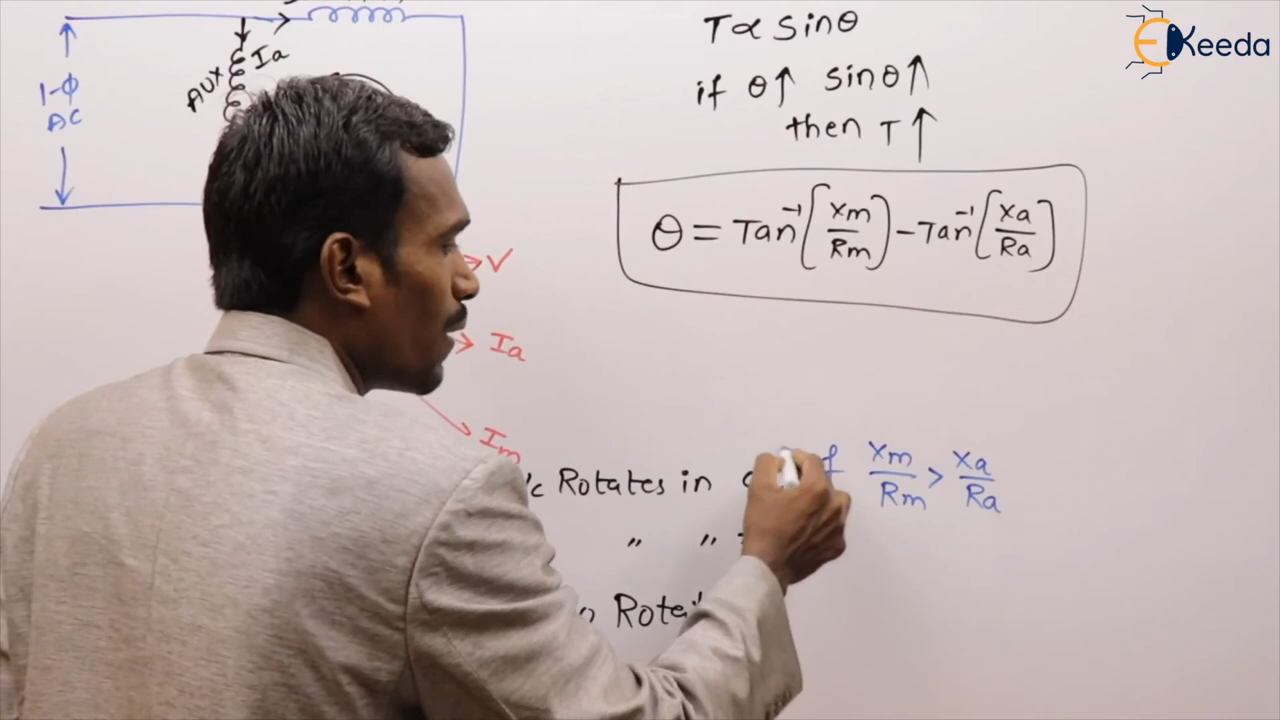 T∝ sinθ
if θ↑ sinθ↑
then T↑
θ = Tan⁻¹(Xm/Rm) - Tan⁻¹(Xa/Ra)
1-Φ
AC
AUX
Ia
V
Ia
Im
Rotates in
Xm/Rm > Xa/Ra
" "
EKeeda